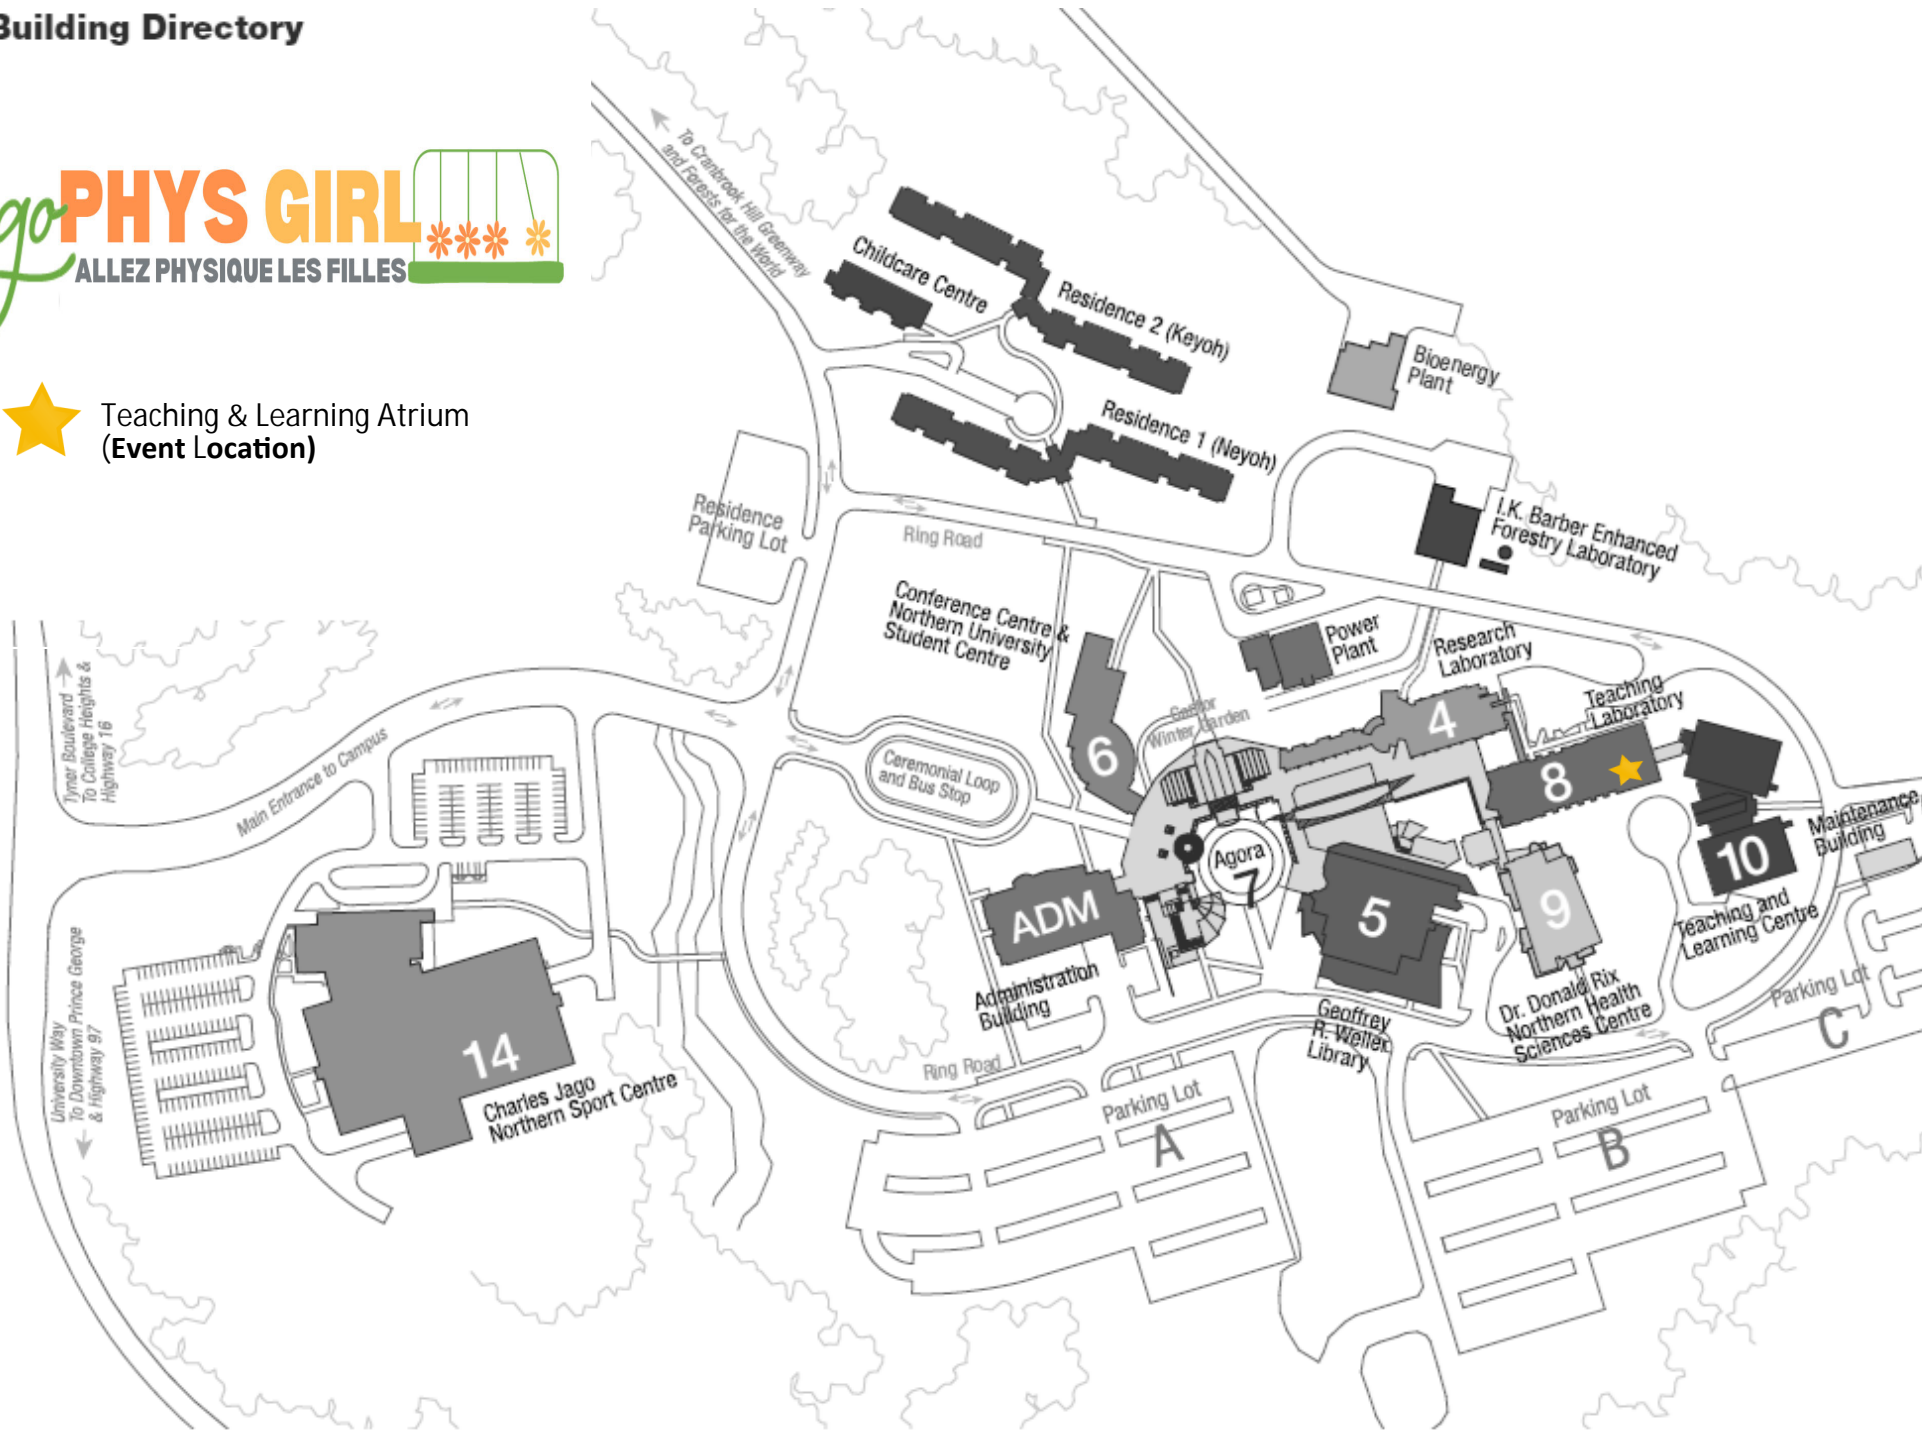 Building Directory
go PHYS GIRL
ALLEZ PHYSIQUE LES FILLES
Teaching & Learning Atrium
(Event Location)
To Cranbrook Hill Greenway
and Forests for the World
Childcare Centre
Residence 2 (Keyoh)
Bioenergy
Plant
Residence 1 (Neyoh)
Residence
Parking Lot
Ring Road
I.K. Barber Enhanced
Forestry Laboratory
Conference Centre &
Northern University
Student Centre
Power
Plant
Research
Laboratory
Teaching
Laboratory
Tyner Boulevard
To College Heights &
Highway 16
Main Entrance to Campus
Winter Garden
4
6
8
Ceremonial Loop
and Bus Stop
Maintenance
Building
Agora
7
10
ADM
5
9
Teaching and
Learning Centre
Administration
Building
University Way
To Downtown Prince George
& Highway 97
14
Charles Jago
Northern Sport Centre
Geoffrey
R. Weller
Library
Dr. Donald Rix
Northern Health
Sciences Centre
Parking Lot
C
Ring Road
Parking Lot
A
Parking Lot
B